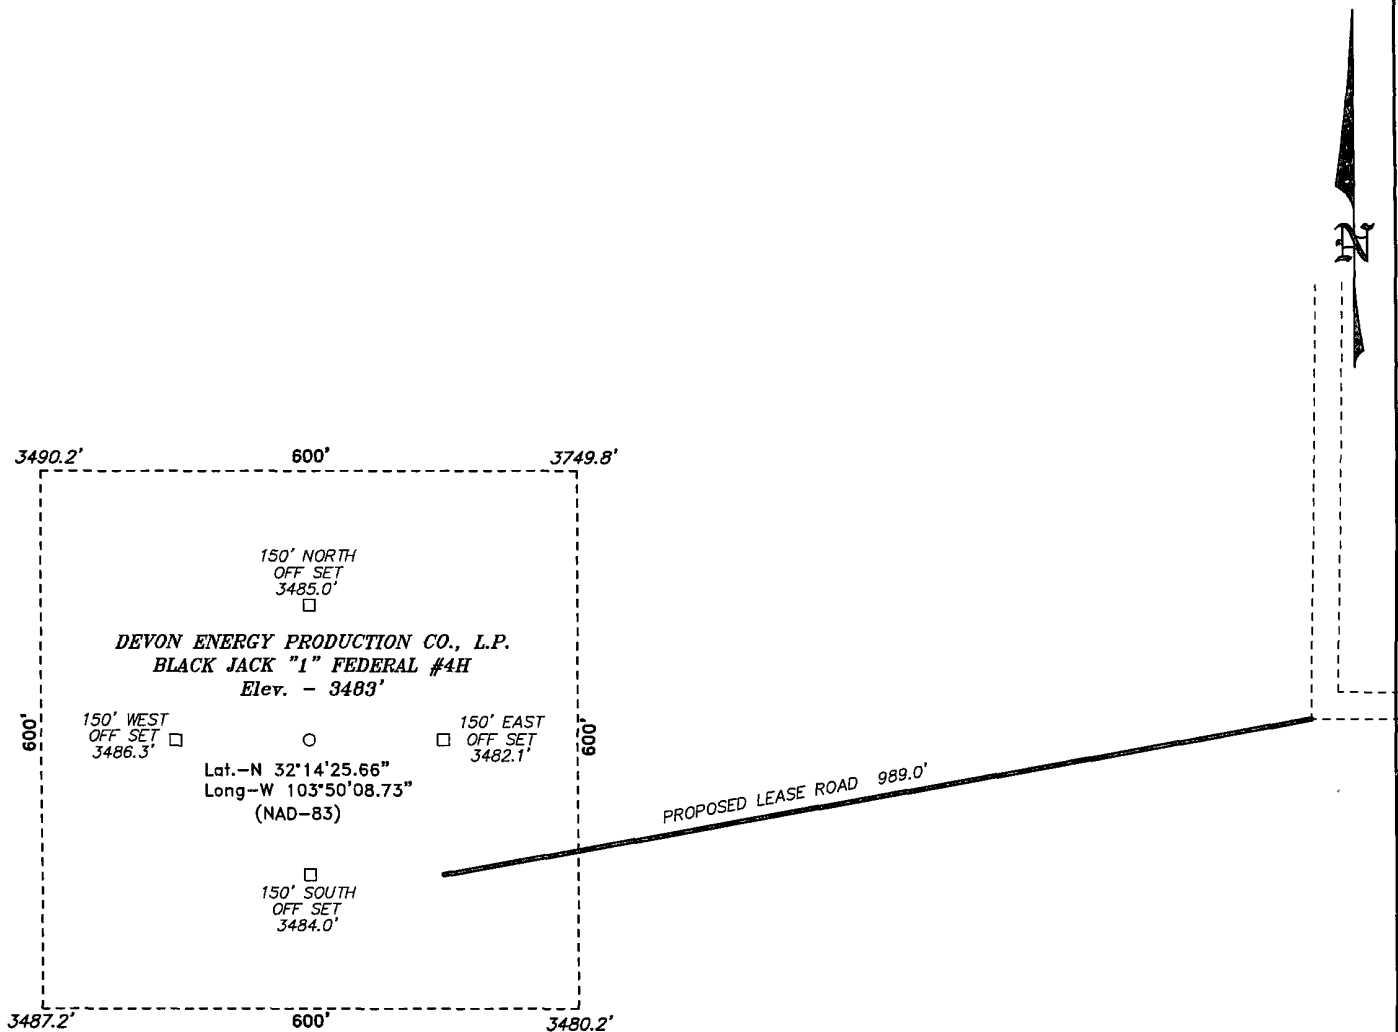 N
3490.2'
600'
3749.8'
150' NORTH
OFF SET
3485.0'
DEVON ENERGY PRODUCTION CO., L.P.
BLACK JACK "1" FEDERAL #4H
Elev. - 3483'
600'
150' WEST
OFF SET
3486.3'
150' EAST
OFF SET
3482.1'
600'
Lat.-N 32°14'25.66"
Long-W 103°50'08.73"
(NAD-83)
PROPOSED LEASE ROAD 989.0'
150' SOUTH
OFF SET
3484.0'
3487.2'
600'
3480.2'